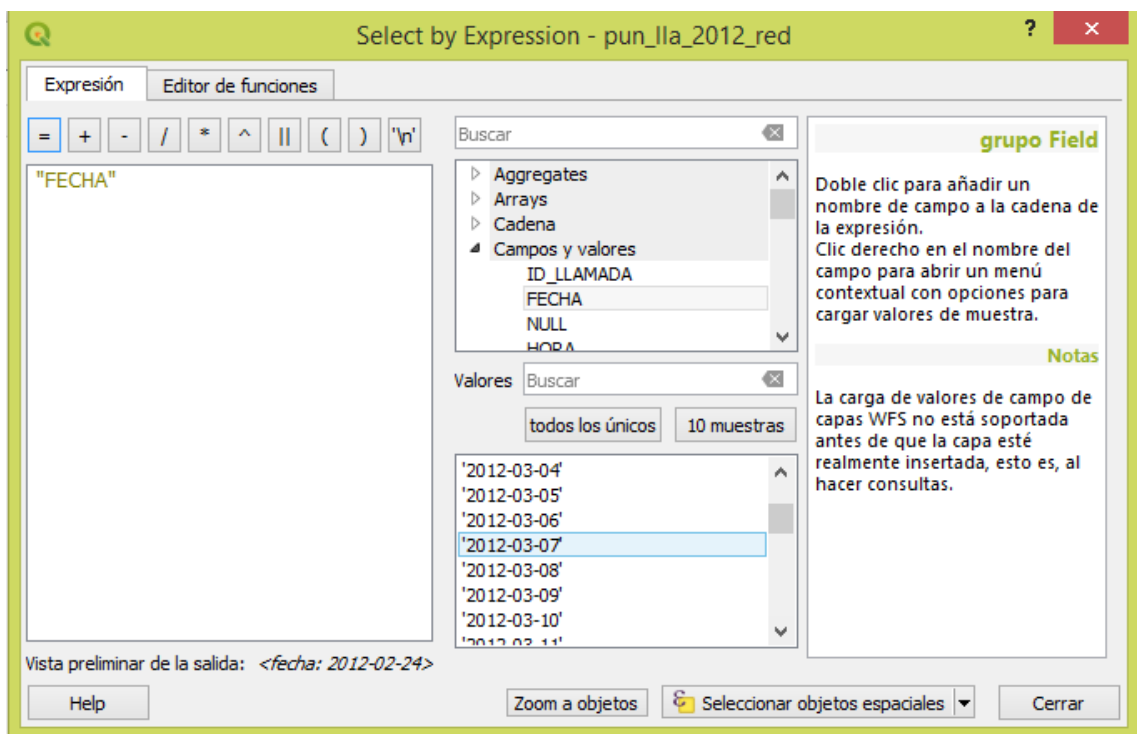 Select by Expression - pun_lla_2012_red
?
×
Expresión
Editor de funciones
= + - / * ^ || ( ) '\n'
"FECHA"
Buscar
Aggregates
Arrays
Cadena
Campos y valores
ID_LLAMADA
FECHA
NULL
HORA
Valores
Buscar
todos los únicos
10 muestras
'2012-03-04'
'2012-03-05'
'2012-03-06'
'2012-03-07'
'2012-03-08'
'2012-03-09'
'2012-03-10'
'2012-03-11'
grupo Field
Doble clic para añadir un
nombre de campo a la cadena de
la expresión.
Clic derecho en el nombre del
campo para abrir un menú
contextual con opciones para
cargar valores de muestra.
Notas
La carga de valores de campo de
capas WFS no está soportada
antes de que la capa esté
realmente insertada, esto es, al
hacer consultas.
Vista preliminar de la salida: <fecha: 2012-02-24>
Help
Zoom a objetos
Seleccionar objetos espaciales
Cerrar